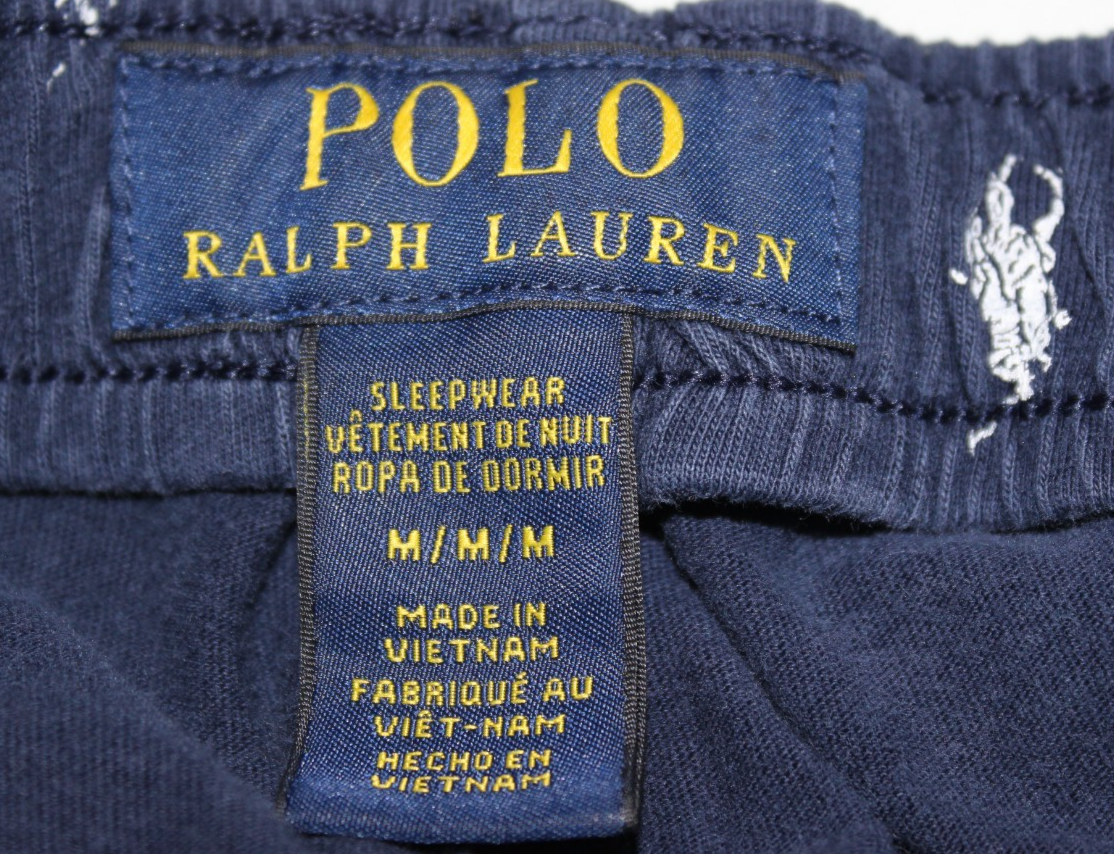 POLO
RALPH LAUREN
SLEEPWEAR
VÊTEMENT DE NUIT
ROPA DE DORMIR
M/M/M
MADE IN
VIETNAM
FABRIQUÉ AU
VIÊT-NAM
HECHO EN
VIETNAM